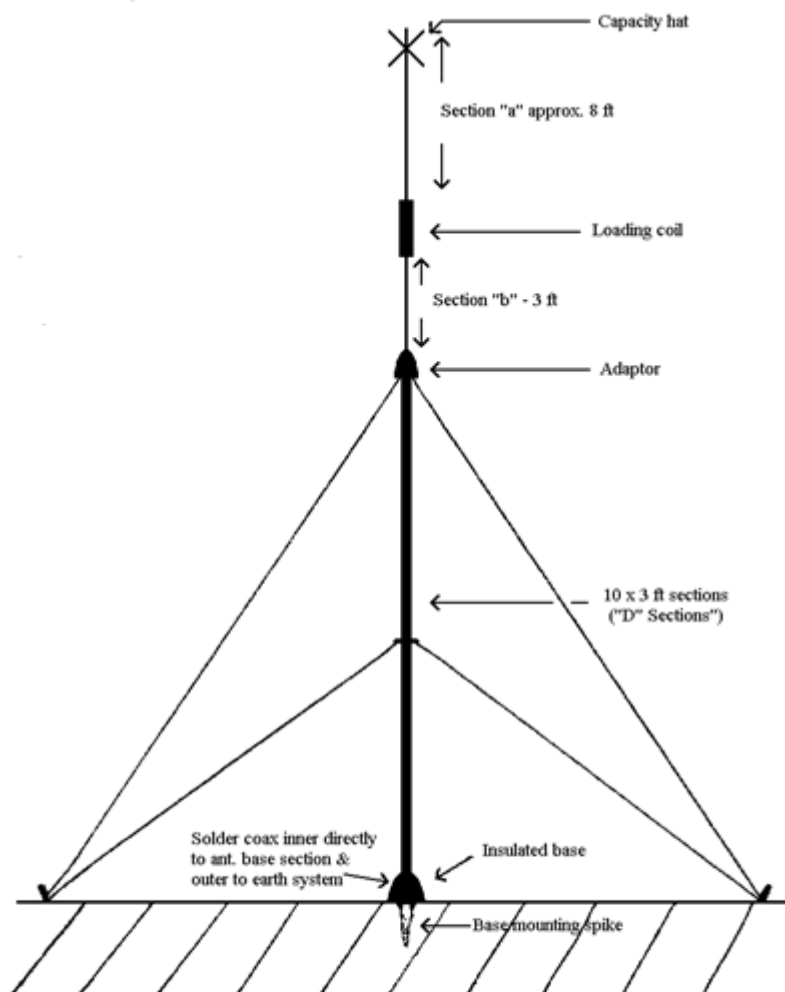 Capacity hat
Section "a" approx. 8 ft
Loading coil
Section "b" - 3 ft
Adaptor
10 x 3 ft sections
("D" Sections")
Solder coax inner directly
to ant. base section &
outer to earth system
Insulated base
Base mounting spike